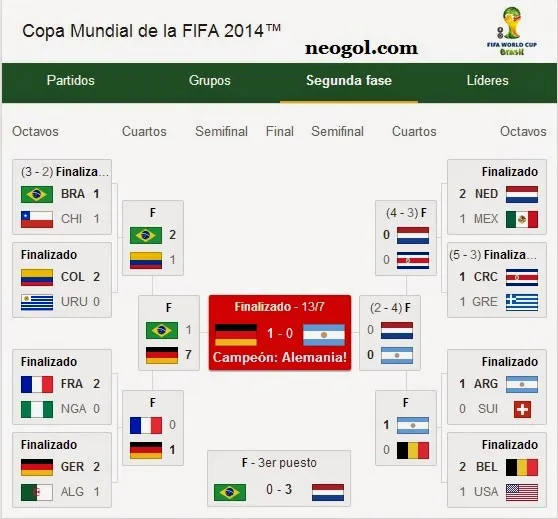 Copa Mundial de la FIFA 2014™
neogol.com
FIFA WORLD CUP
Brasil
Partidos Grupos Segunda fase Líderes
Octavos Cuartos Semifinal Final Semifinal Cuartos Octavos
(3 - 2) Finaliza...
BRA 1
CHI 1
Finalizado
COL 2
URU 0
Finalizado
FRA 2
NGA 0
Finalizado
GER 2
ALG 1
F
2
1
F
0
1
F
1
7
Finalizado - 13/7
1 - 0
Campeón: Alemania!
F - 3er puesto
0 - 3
(2 - 4) F
0
0
(4 - 3) F
0
0
F
1
0
Finalizado
2 NED
1 MEX
(5 - 3) Finaliza...
1 CRC
1 GRE
Finalizado
1 ARG
0 SUI
Finalizado
2 BEL
1 USA